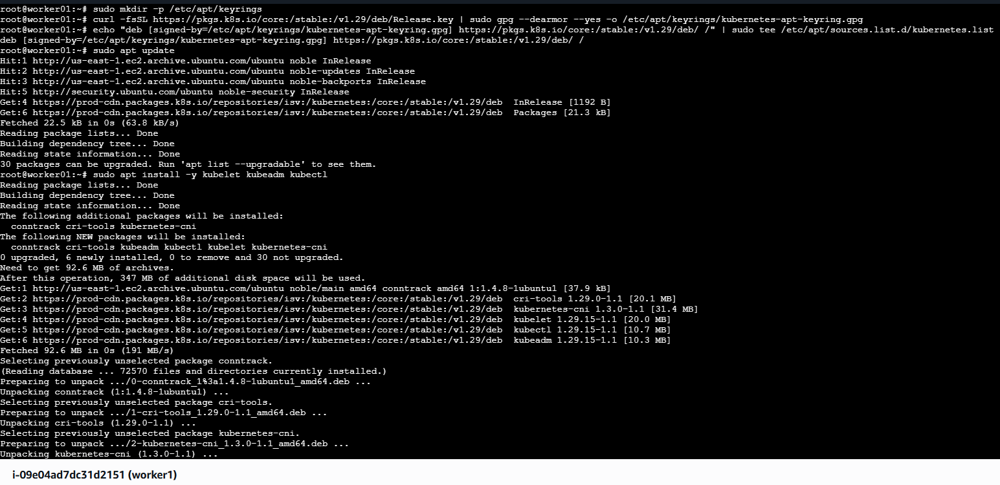 root@worker01:~# sudo mkdir -p /etc/apt/keyrings
root@worker01:~# curl -fsSL https://pkgs.k8s.io/core:/stable:/v1.29/deb/Release.key | sudo gpg --dearmor --yes -o /etc/apt/keyrings/kubernetes-apt-keyring.gpg
root@worker01:~# echo "deb [signed-by=/etc/apt/keyrings/kubernetes-apt-keyring.gpg] https://pkgs.k8s.io/core:/stable:/v1.29/deb/ /" | sudo tee /etc/apt/sources.list.d/kubernetes.list
deb [signed-by=/etc/apt/keyrings/kubernetes-apt-keyring.gpg] https://pkgs.k8s.io/core:/stable:/v1.29/deb/ /
root@worker01:~# sudo apt update
Hit:1 http://us-east-1.ec2.archive.ubuntu.com/ubuntu noble InRelease
Hit:2 http://us-east-1.ec2.archive.ubuntu.com/ubuntu noble-updates InRelease
Hit:3 http://us-east-1.ec2.archive.ubuntu.com/ubuntu noble-backports InRelease
Hit:5 http://security.ubuntu.com/ubuntu noble-security InRelease
Get:4 https://prod-cdn.packages.k8s.io/repositories/isv:/kubernetes:/core:/stable:/v1.29/deb  InRelease [1192 B]
Get:6 https://prod-cdn.packages.k8s.io/repositories/isv:/kubernetes:/core:/stable:/v1.29/deb  Packages [21.3 kB]
Fetched 22.5 kB in 0s (63.8 kB/s)
Reading package lists... Done
Building dependency tree... Done
Reading state information... Done
30 packages can be upgraded. Run 'apt list --upgradable' to see them.
root@worker01:~# sudo apt install -y kubelet kubeadm kubectl
Reading package lists... Done
Building dependency tree... Done
Reading state information... Done
The following additional packages will be installed:
  conntrack cri-tools kubernetes-cni
The following NEW packages will be installed:
  conntrack cri-tools kubeadm kubectl kubelet kubernetes-cni
0 upgraded, 6 newly installed, 0 to remove and 30 not upgraded.
Need to get 92.6 MB of archives.
After this operation, 347 MB of additional disk space will be used.
Get:1 http://us-east-1.ec2.archive.ubuntu.com/ubuntu noble/main amd64 conntrack amd64 1:1.4.8-1ubuntu1 [37.9 kB]
Get:2 https://prod-cdn.packages.k8s.io/repositories/isv:/kubernetes:/core:/stable:/v1.29/deb  cri-tools 1.29.0-1.1 [20.1 MB]
Get:3 https://prod-cdn.packages.k8s.io/repositories/isv:/kubernetes:/core:/stable:/v1.29/deb  kubernetes-cni 1.3.0-1.1 [31.4 MB]
Get:4 https://prod-cdn.packages.k8s.io/repositories/isv:/kubernetes:/core:/stable:/v1.29/deb  kubelet 1.29.15-1.1 [20.0 MB]
Get:5 https://prod-cdn.packages.k8s.io/repositories/isv:/kubernetes:/core:/stable:/v1.29/deb  kubectl 1.29.15-1.1 [10.7 MB]
Get:6 https://prod-cdn.packages.k8s.io/repositories/isv:/kubernetes:/core:/stable:/v1.29/deb  kubeadm 1.29.15-1.1 [10.3 MB]
Fetched 92.6 MB in 0s (191 MB/s)
Selecting previously unselected package conntrack.
(Reading database ... 72570 files and directories currently installed.)
Preparing to unpack .../0-conntrack_1%3a1.4.8-1ubuntu1_amd64.deb ...
Unpacking conntrack (1:1.4.8-1ubuntu1) ...
Selecting previously unselected package cri-tools.
Preparing to unpack .../1-cri-tools_1.29.0-1.1_amd64.deb ...
Unpacking cri-tools (1.29.0-1.1) ...
Selecting previously unselected package kubernetes-cni.
Preparing to unpack .../2-kubernetes-cni_1.3.0-1.1_amd64.deb ...
Unpacking kubernetes-cni (1.3.0-1.1) ...
i-09e04ad7dc31d2151 (worker1)